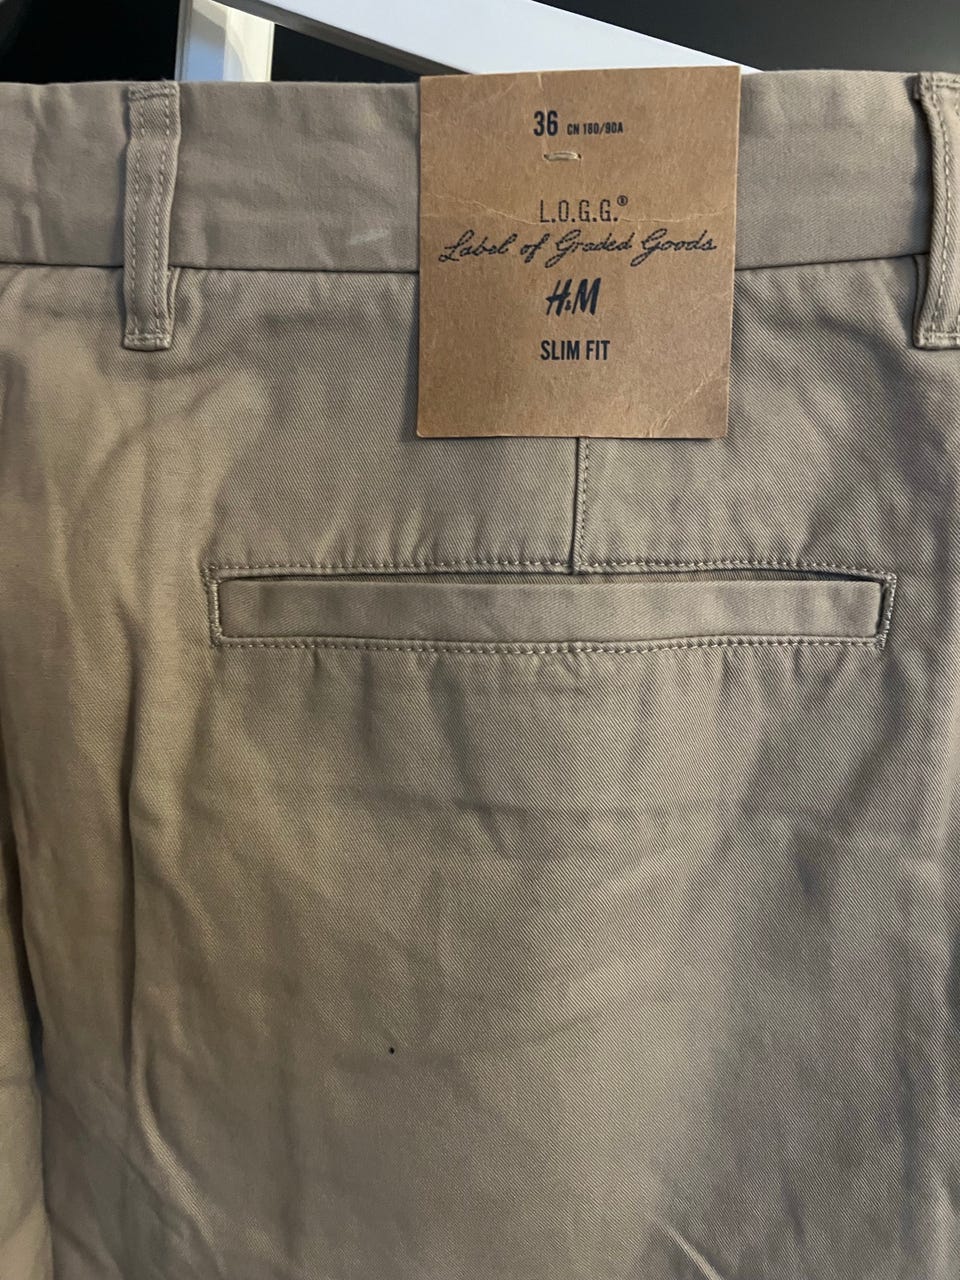 36 CN 180/90A
L.O.G.G.®
Label of Graded Goods
H&M
SLIM FIT